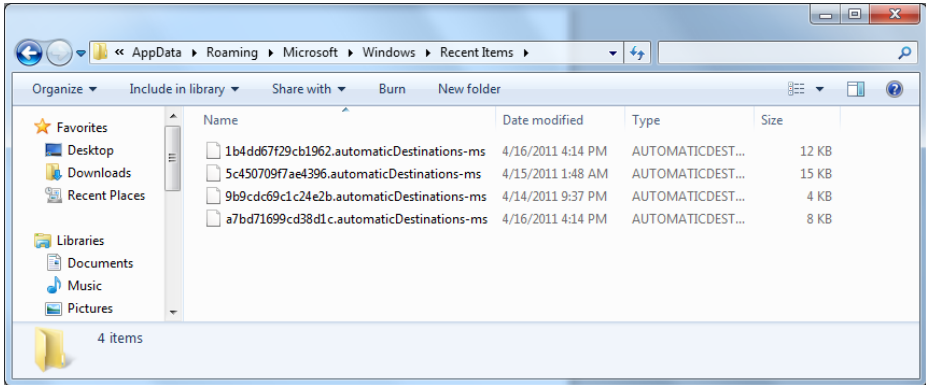 « AppData ▸ Roaming ▸ Microsoft ▸ Windows ▸ Recent Items ▸
Organize ▾ Include in library ▾ Share with ▾ Burn New folder
Favorites
Desktop
Downloads
Recent Places
Libraries
Documents
Music
Pictures
Name Date modified Type Size
1b4dd67f29cb1962.automaticDestinations-ms 4/16/2011 4:14 PM AUTOMATICDEST... 12 KB
5c450709f7ae4396.automaticDestinations-ms 4/15/2011 1:48 AM AUTOMATICDEST... 15 KB
9b9cdc69c1c24e2b.automaticDestinations-ms 4/14/2011 9:37 PM AUTOMATICDEST... 4 KB
a7bd71699cd38d1c.automaticDestinations-ms 4/16/2011 4:14 PM AUTOMATICDEST... 8 KB
4 items